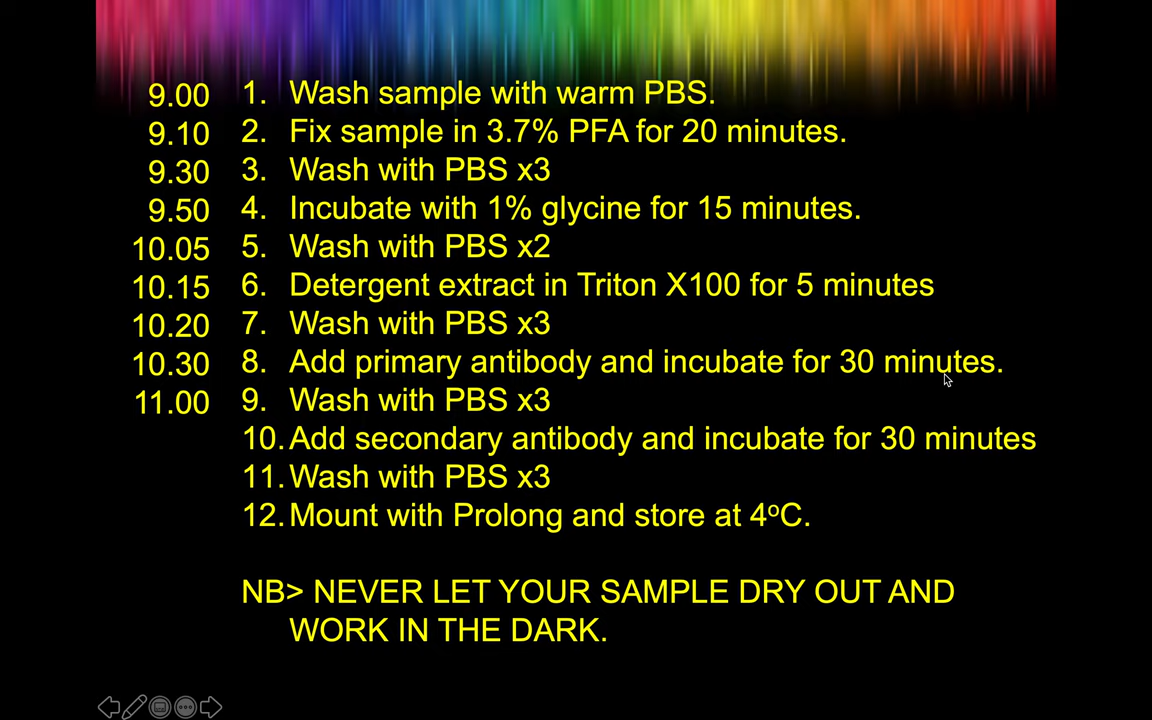 9.00 1. Wash sample with warm PBS.
9.10 2. Fix sample in 3.7% PFA for 20 minutes.
9.30 3. Wash with PBS x3
9.50 4. Incubate with 1% glycine for 15 minutes.
10.05 5. Wash with PBS x2
10.15 6. Detergent extract in Triton X100 for 5 minutes
10.20 7. Wash with PBS x3
10.30 8. Add primary antibody and incubate for 30 minutes.
11.00 9. Wash with PBS x3
10. Add secondary antibody and incubate for 30 minutes
11. Wash with PBS x3
12. Mount with Prolong and store at 4oC.
NB> NEVER LET YOUR SAMPLE DRY OUT AND
WORK IN THE DARK.